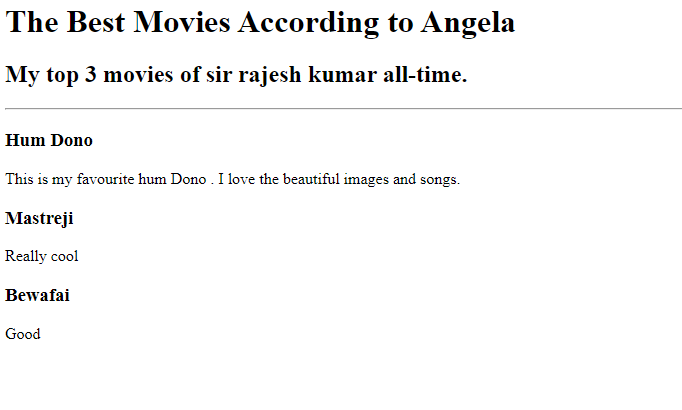 The Best Movies According to Angela
My top 3 movies of sir rajesh kumar all-time.
Hum Dono
This is my favourite hum Dono . I love the beautiful images and songs.
Mastreji
Really cool
Bewafai
Good